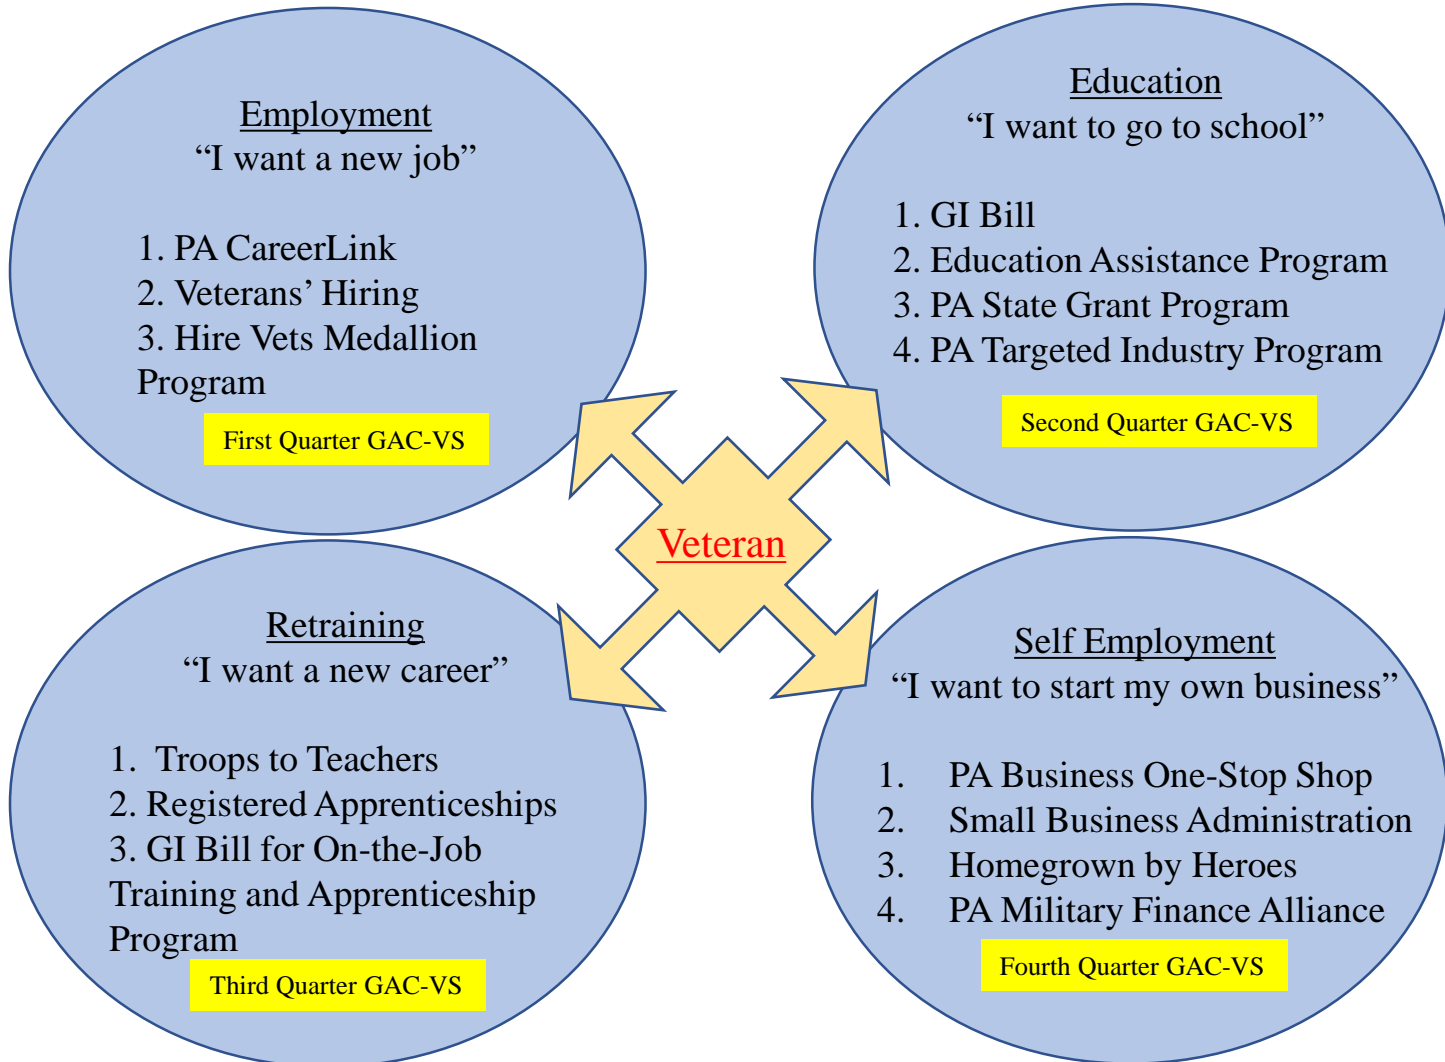 Employment
“I want a new job”
1. PA CareerLink
2. Veterans’ Hiring
3. Hire Vets Medallion
Program
First Quarter GAC-VS
Education
“I want to go to school”
1. GI Bill
2. Education Assistance Program
3. PA State Grant Program
4. PA Targeted Industry Program
Second Quarter GAC-VS
Veteran
Retraining
“I want a new career”
1. Troops to Teachers
2. Registered Apprenticeships
3. GI Bill for On-the-Job
Training and Apprenticeship
Program
Third Quarter GAC-VS
Self Employment
“I want to start my own business”
1. PA Business One-Stop Shop
2. Small Business Administration
3. Homegrown by Heroes
4. PA Military Finance Alliance
Fourth Quarter GAC-VS